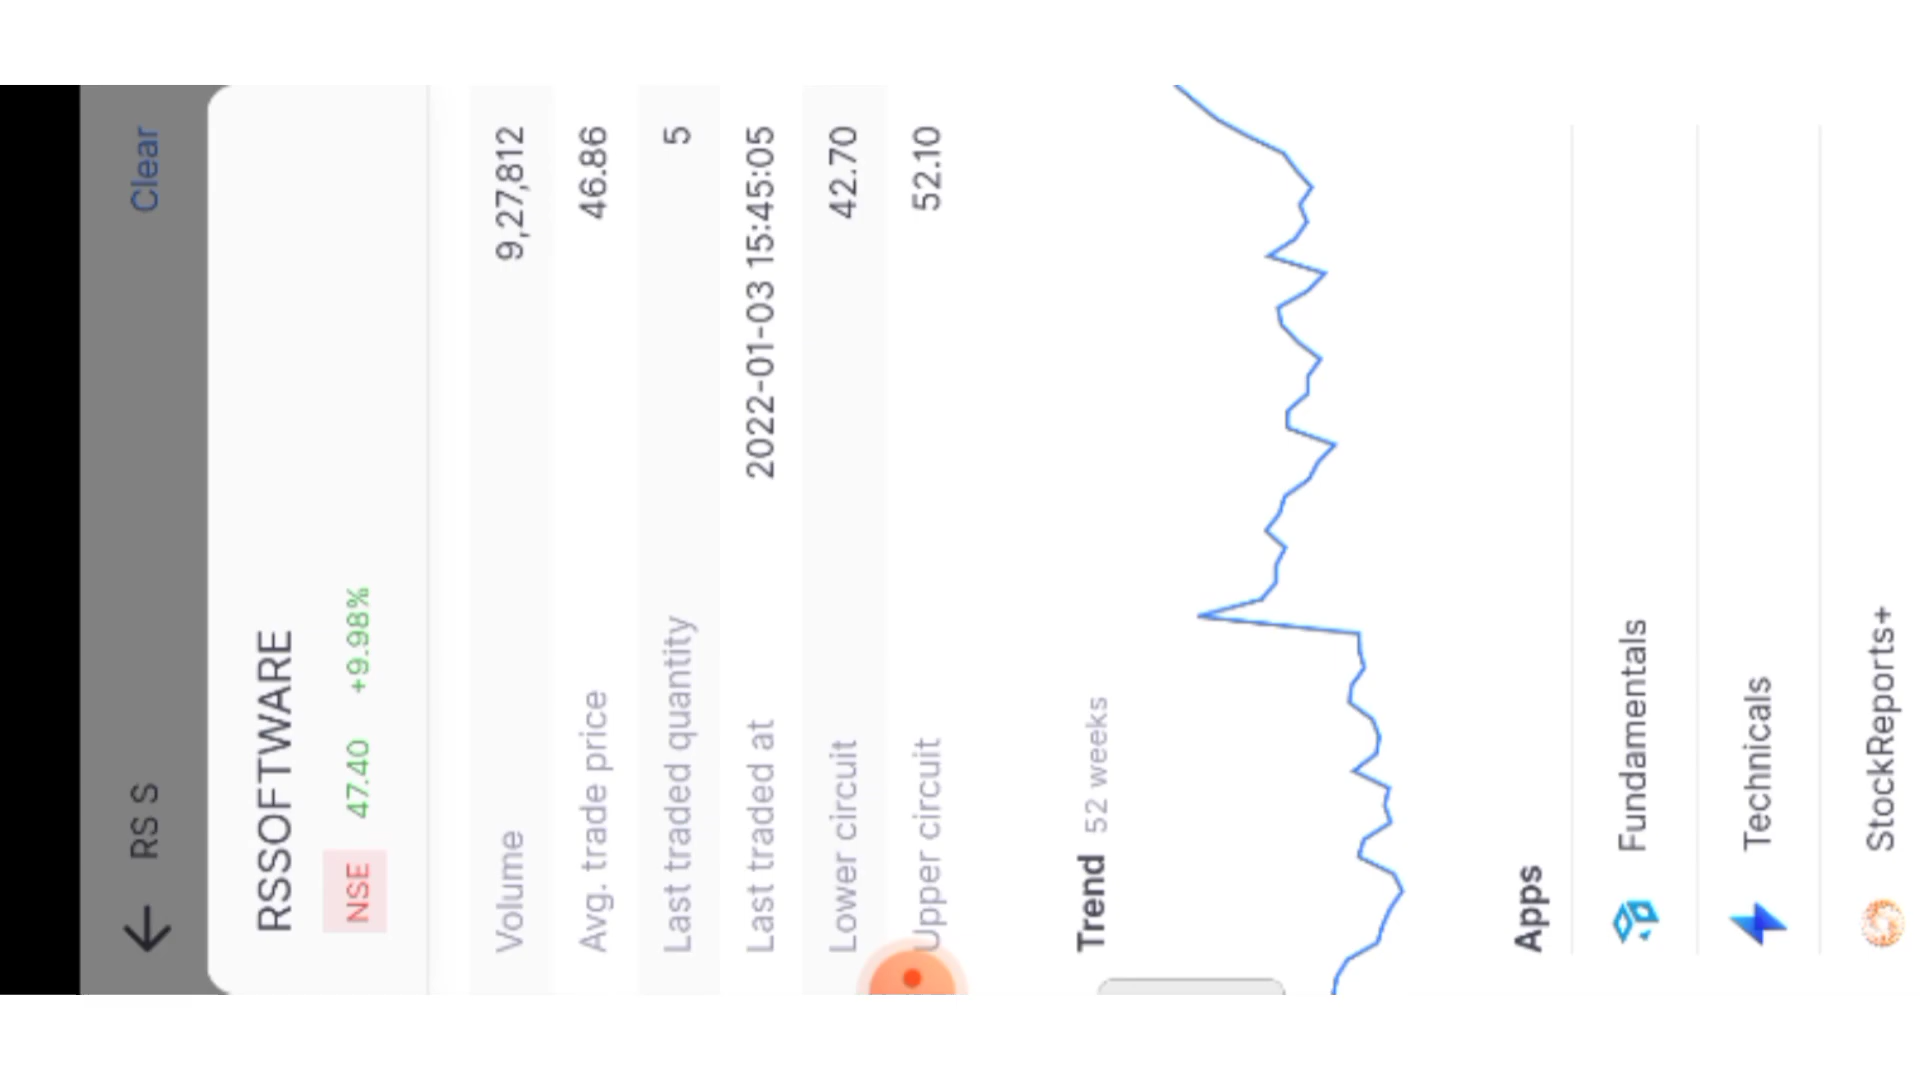 RS S
Clear
RSSOFTWARE
NSE 47.40 +9.98%
Volume 9,27,812
Avg. trade price 46.86
Last traded quantity 5
Last traded at 2022-01-03 15:45:05
Lower circuit 42.70
Upper circuit 52.10
Trend 52 weeks
Apps
Fundamentals
Technicals
StockReports+